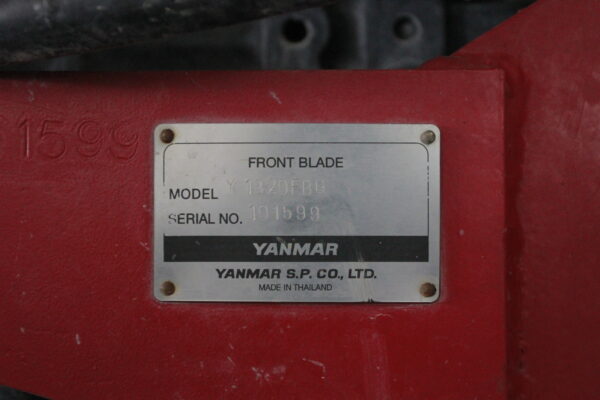 1599
FRONT BLADE
MODEL
SERIAL NO. 101599
YANMAR
YANMAR S.P. CO., LTD.
MADE IN THAILAND